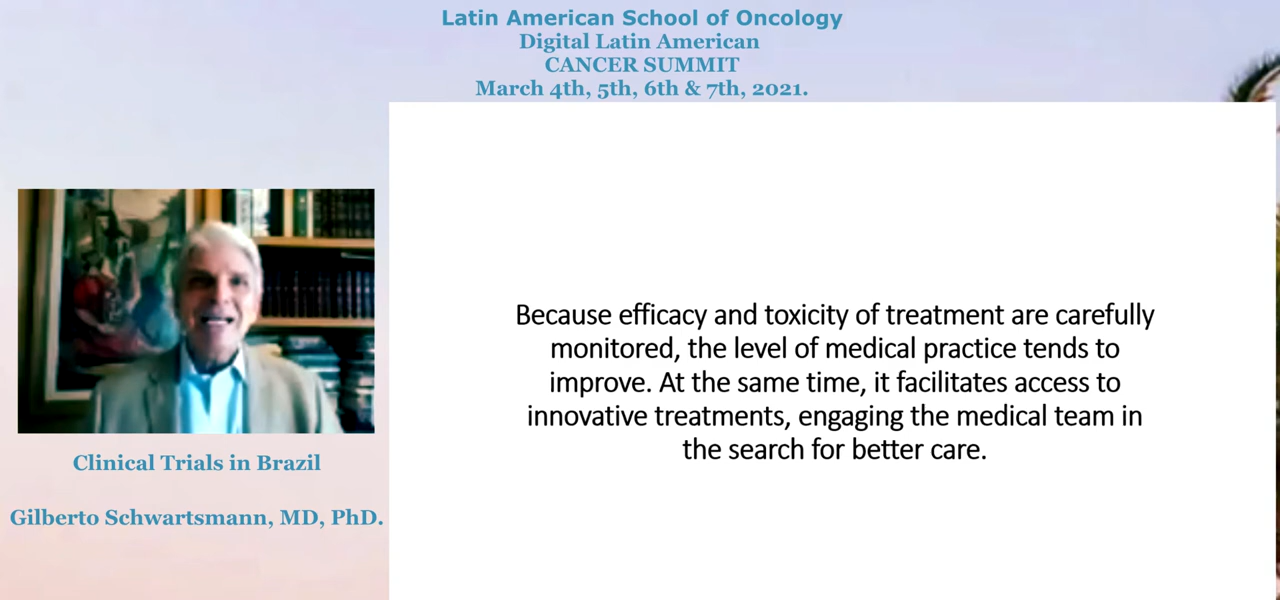 Latin American School of Oncology
Digital Latin American
CANCER SUMMIT
March 4th, 5th, 6th & 7th, 2021.
Because efficacy and toxicity of treatment are carefully
monitored, the level of medical practice tends to
improve. At the same time, it facilitates access to
innovative treatments, engaging the medical team in
the search for better care.
Clinical Trials in Brazil
Gilberto Schwartsmann, MD, PhD.